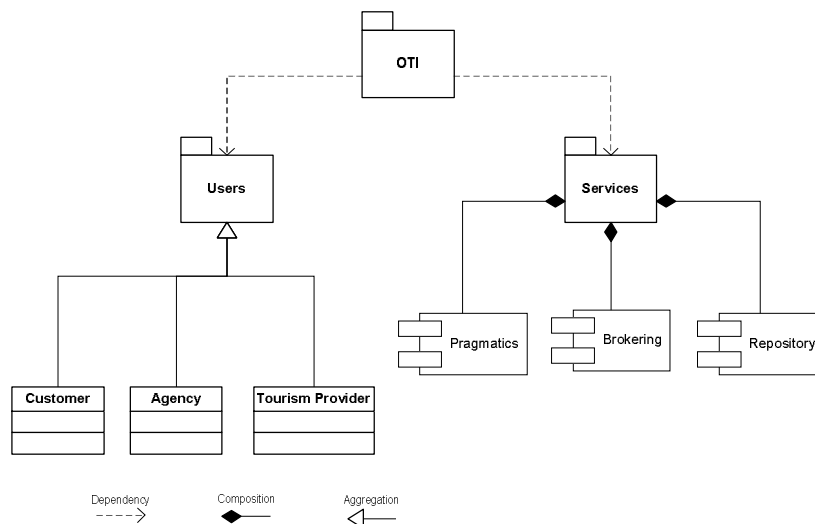 OTI
Users
Services
Pragmatics
Brokering
Repository
Customer
Agency
Tourism Provider
Dependency
Composition
Aggregation